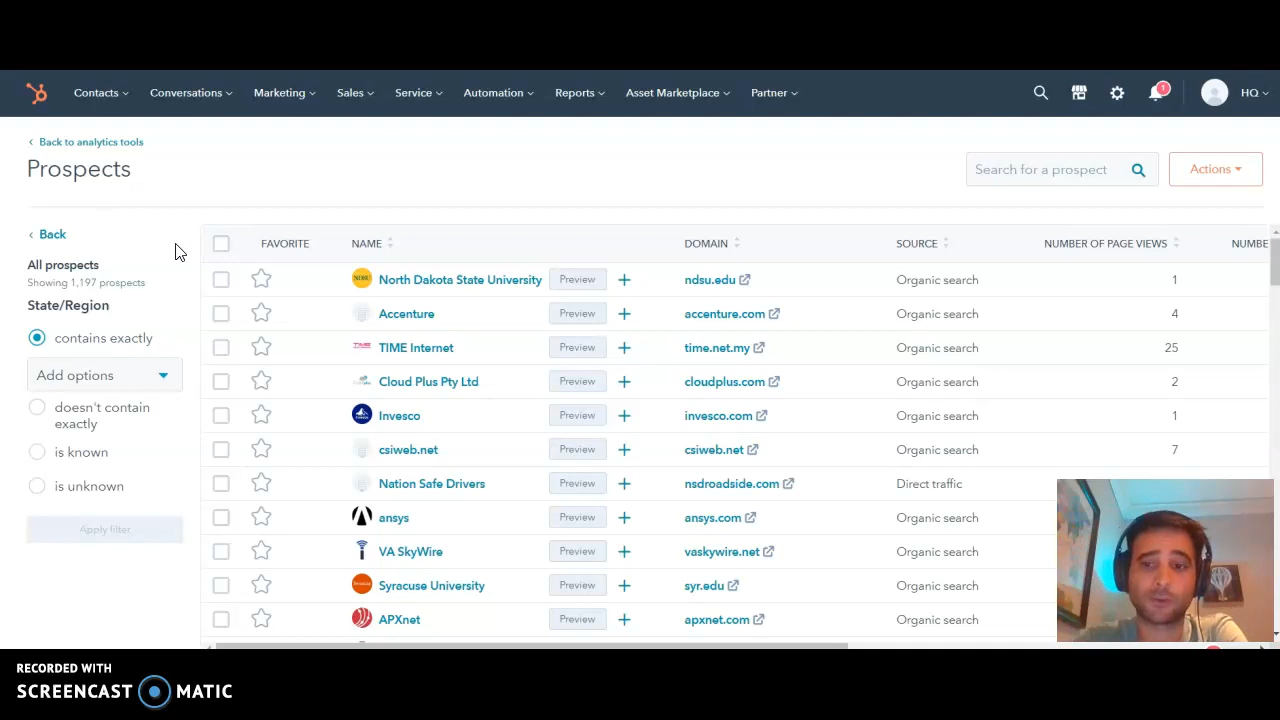 Contacts Conversations Marketing Sales Service Automation Reports Asset Marketplace Partner 1 HQ
Back to analytics tools
Prospects
Search for a prospect Actions
Back
All prospects
Showing 1,197 prospects
State/Region
contains exactly
Add options
doesn't contain
exactly
is known
is unknown
Apply filter
FAVORITE NAME DOMAIN SOURCE NUMBER OF PAGE VIEWS NUMBE
North Dakota State University Preview ndsu.edu Organic search 1
Accenture Preview accenture.com Organic search 4
TIME Internet Preview time.net.my Organic search 25
Cloud Plus Pty Ltd Preview cloudplus.com Organic search 2
Invesco Preview invesco.com Organic search 1
csiweb.net Preview csiweb.net Organic search 7
Nation Safe Drivers Preview nsdroadside.com Direct traffic
ansys Preview ansys.com Organic search
VA SkyWire Preview vaskywire.net Organic search
Syracuse University Preview syr.edu Organic search
APXnet Preview apxnet.com Organic search
RECORDED WITH
SCREENCAST MATIC